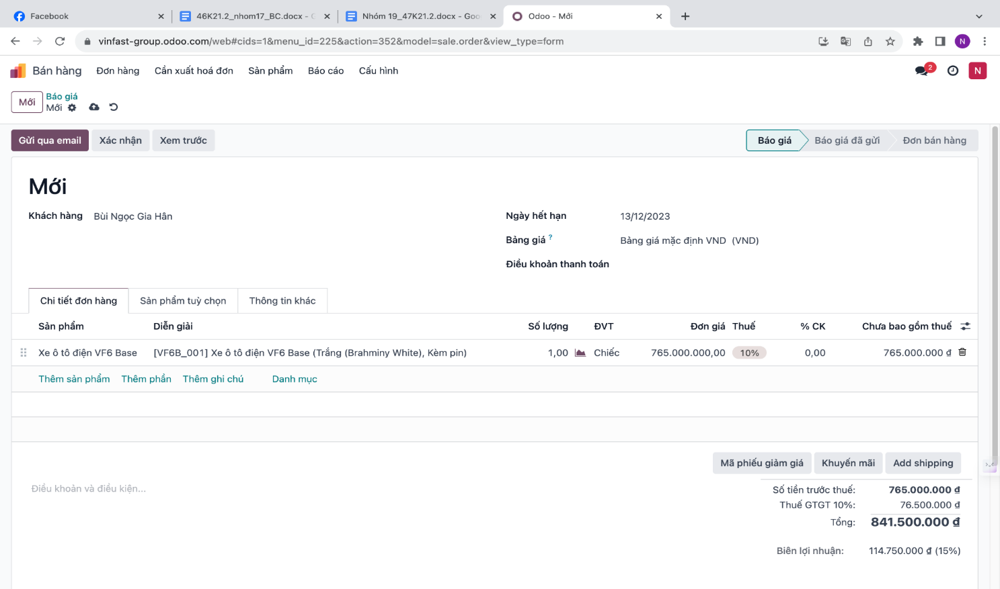 Facebook
46K21.2_nhom17_BC.docx -
Nhóm 19_47K21.2.docx - Goo
Odoo - Mới
vinfast-group.odoo.com/web#cids=1&menu_id=225&action=352&model=sale.order&view_type=form
N
Bán hàng Đơn hàng Cần xuất hoá đơn Sản phẩm Báo cáo Cấu hình
2
N
Mới
Báo giá
Mới
Gửi qua email Xác nhận Xem trước
Báo giá Báo giá đã gửi Đơn bán hàng
Mới
Khách hàng Bùi Ngọc Gia Hân
Ngày hết hạn 13/12/2023
Bảng giá ? Bảng giá mặc định VND (VND)
Điều khoản thanh toán
Chi tiết đơn hàng Sản phẩm tuỳ chọn Thông tin khác
Sản phẩm Diễn giải Số lượng ĐVT Đơn giá Thuế % CK Chưa bao gồm thuế
Xe ô tô điện VF6 Base [VF6B_001] Xe ô tô điện VF6 Base (Trắng (Brahminy White), Kèm pin) 1,00 Chiếc 765.000.000,00 10% 0,00 765.000.000 ₫
Thêm sản phẩm Thêm phần Thêm ghi chú Danh mục
Mã phiếu giảm giá Khuyến mãi Add shipping
Điều khoản và điều kiện...
Số tiền trước thuế: 765.000.000 ₫
Thuế GTGT 10%: 76.500.000 ₫
Tổng: 841.500.000 ₫
Biên lợi nhuận: 114.750.000 ₫ (15%)